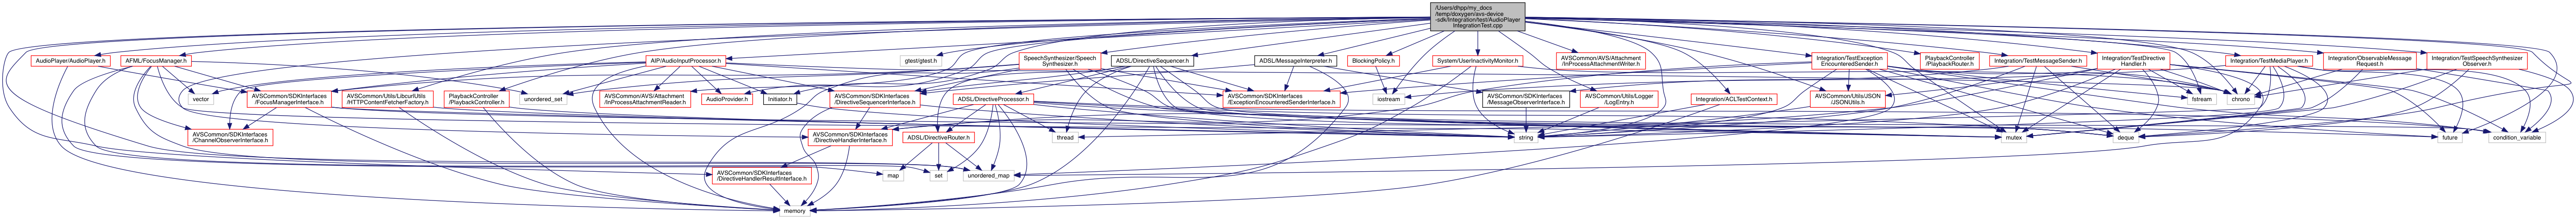 /Users/dhpp/my_docs
/temp/doxygen/avs-device
-sdk/Integration/test/AudioPlayer
IntegrationTest.cpp
AudioPlayer/AudioPlayer.h
AFML/FocusManager.h
AIP/AudioInputProcessor.h
gtest/gtest.h
SpeechSynthesizer/Speech
Synthesizer.h
ADSL/DirectiveSequencer.h
ADSL/MessageInterpreter.h
BlockingPolicy.h
System/UserInactivityMonitor.h
AVSCommon/AVS/Attachment
/InProcessAttachmentWriter.h
Integration/TestException
EncounteredSender.h
PlaybackController
/PlaybackRouter.h
Integration/TestMessageSender.h
Integration/TestDirective
Handler.h
Integration/TestMediaPlayer.h
Integration/ObservableMessage
Request.h
Integration/TestSpeechSynthesizer
Observer.h
vector
AVSCommon/SDKInterfaces
/FocusManagerInterface.h
AVSCommon/Utils/LibcurlUtils
/HTTPContentFetcherFactory.h
PlaybackController
/PlaybackController.h
unordered_set
AVSCommon/AVS/Attachment
/InProcessAttachmentReader.h
AudioProvider.h
Initiator.h
AVSCommon/SDKInterfaces
/DirectiveSequencerInterface.h
ADSL/DirectiveProcessor.h
AVSCommon/SDKInterfaces
/ExceptionEncounteredSenderInterface.h
iostream
AVSCommon/SDKInterfaces
/MessageObserverInterface.h
AVSCommon/Utils/Logger
/LogEntry.h
Integration/ACLTestContext.h
AVSCommon/Utils/JSON
/JSONUtils.h
fstream
chrono
AVSCommon/SDKInterfaces
/ChannelObserverInterface.h
AVSCommon/SDKInterfaces
/DirectiveHandlerInterface.h
ADSL/DirectiveRouter.h
thread
string
mutex
deque
future
condition_variable
AVSCommon/SDKInterfaces
/DirectiveHandlerResultInterface.h
map
set
unordered_map
memory